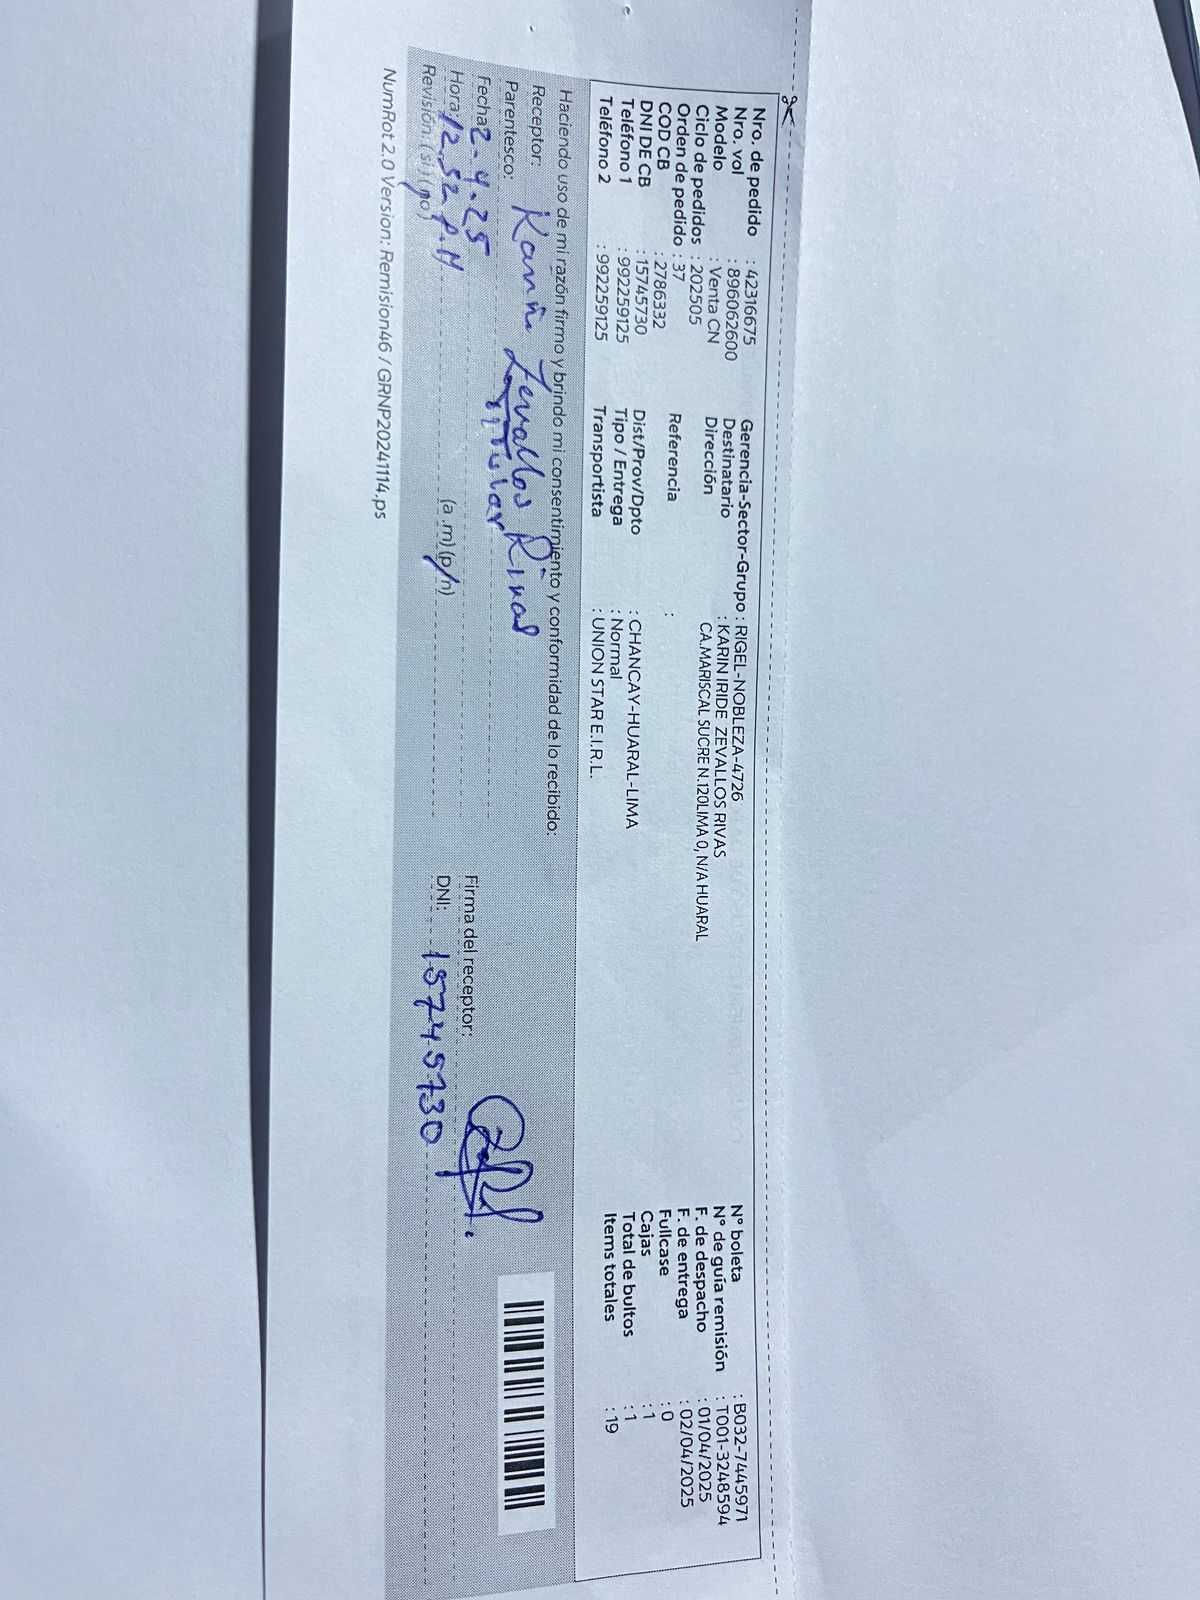 Nro. de pedido : 42316675 Gerencia-Sector-Grupo : RIGEL-NOBLEZA-4726 N° boleta : B032-7445971
Nro. vol : 896062600 Destinatario : KARIN IRIDE ZEVALLOS RIVAS N° de guía remisión : T001-3248594
Modelo : Venta CN Dirección CA.MARISCAL SUCRE N.120LIMA 0, N/A HUARAL F. de despacho : 01/04/2025
Ciclo de pedidos : 202505 F. de entrega : 02/04/2025
Orden de pedido : 37 Referencia : Fullcase : 0
COD CB : 2786332 Cajas : 1
DNI DE CB : 15745730 Dist/Prov/Dpto : CHANCAY-HUARAL-LIMA Total de bultos : 1
Teléfono 1 : 992259125 Tipo / Entrega : Normal Items totales : 19
Teléfono 2 : 992259125 Transportista : UNION STAR E.I.R.L.
Haciendo uso de mi razón firmo y brindo mi consentimiento y conformidad de lo recibido:
Receptor: Karin Zevallos Rivas
Parentesco: Titular
Fecha: 2-4-25 Firma del receptor:
Hora: 12.52 P.M (a .m) (p/n) DNI: 15745730
Revisión: ( si ) ( no )
NumRot 2.0 Version: Remision46 / GRNP20241114.ps